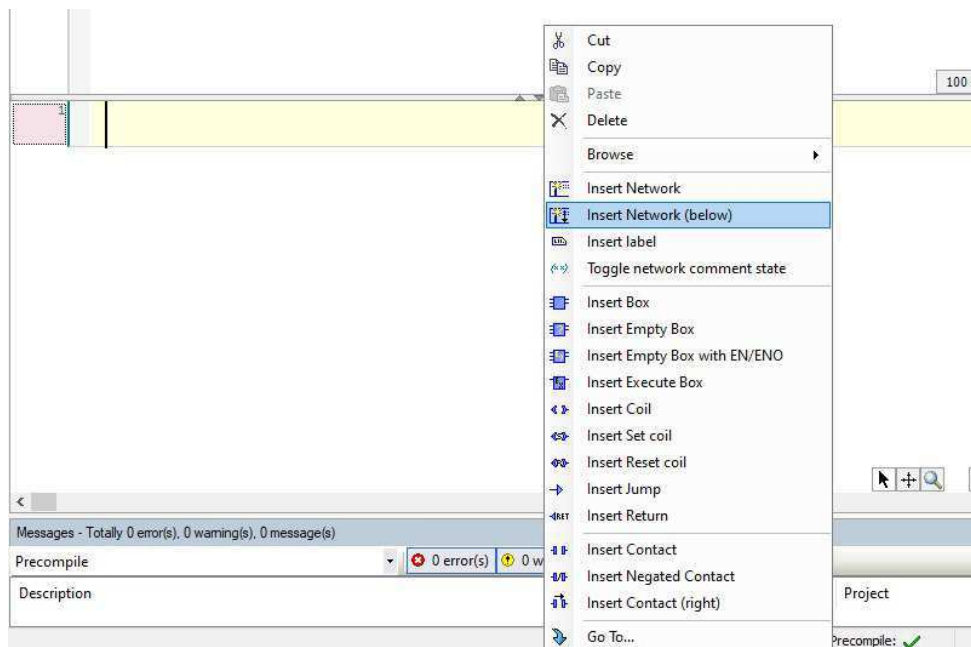 Cut
Copy
100
Paste
1
Delete
Browse
Insert Network
Insert Network (below)
Insert label
Toggle network comment state
Insert Box
Insert Empty Box
Insert Empty Box with EN/ENO
Insert Execute Box
Insert Coil
Insert Set coil
Insert Reset coil
Insert Jump
Insert Return
Messages - Totally 0 error(s), 0 warning(s), 0 message(s)
Precompile
0 error(s)
0 w
Insert Contact
Insert Negated Contact
Description
Project
Insert Contact (right)
Go To...
Precompile: